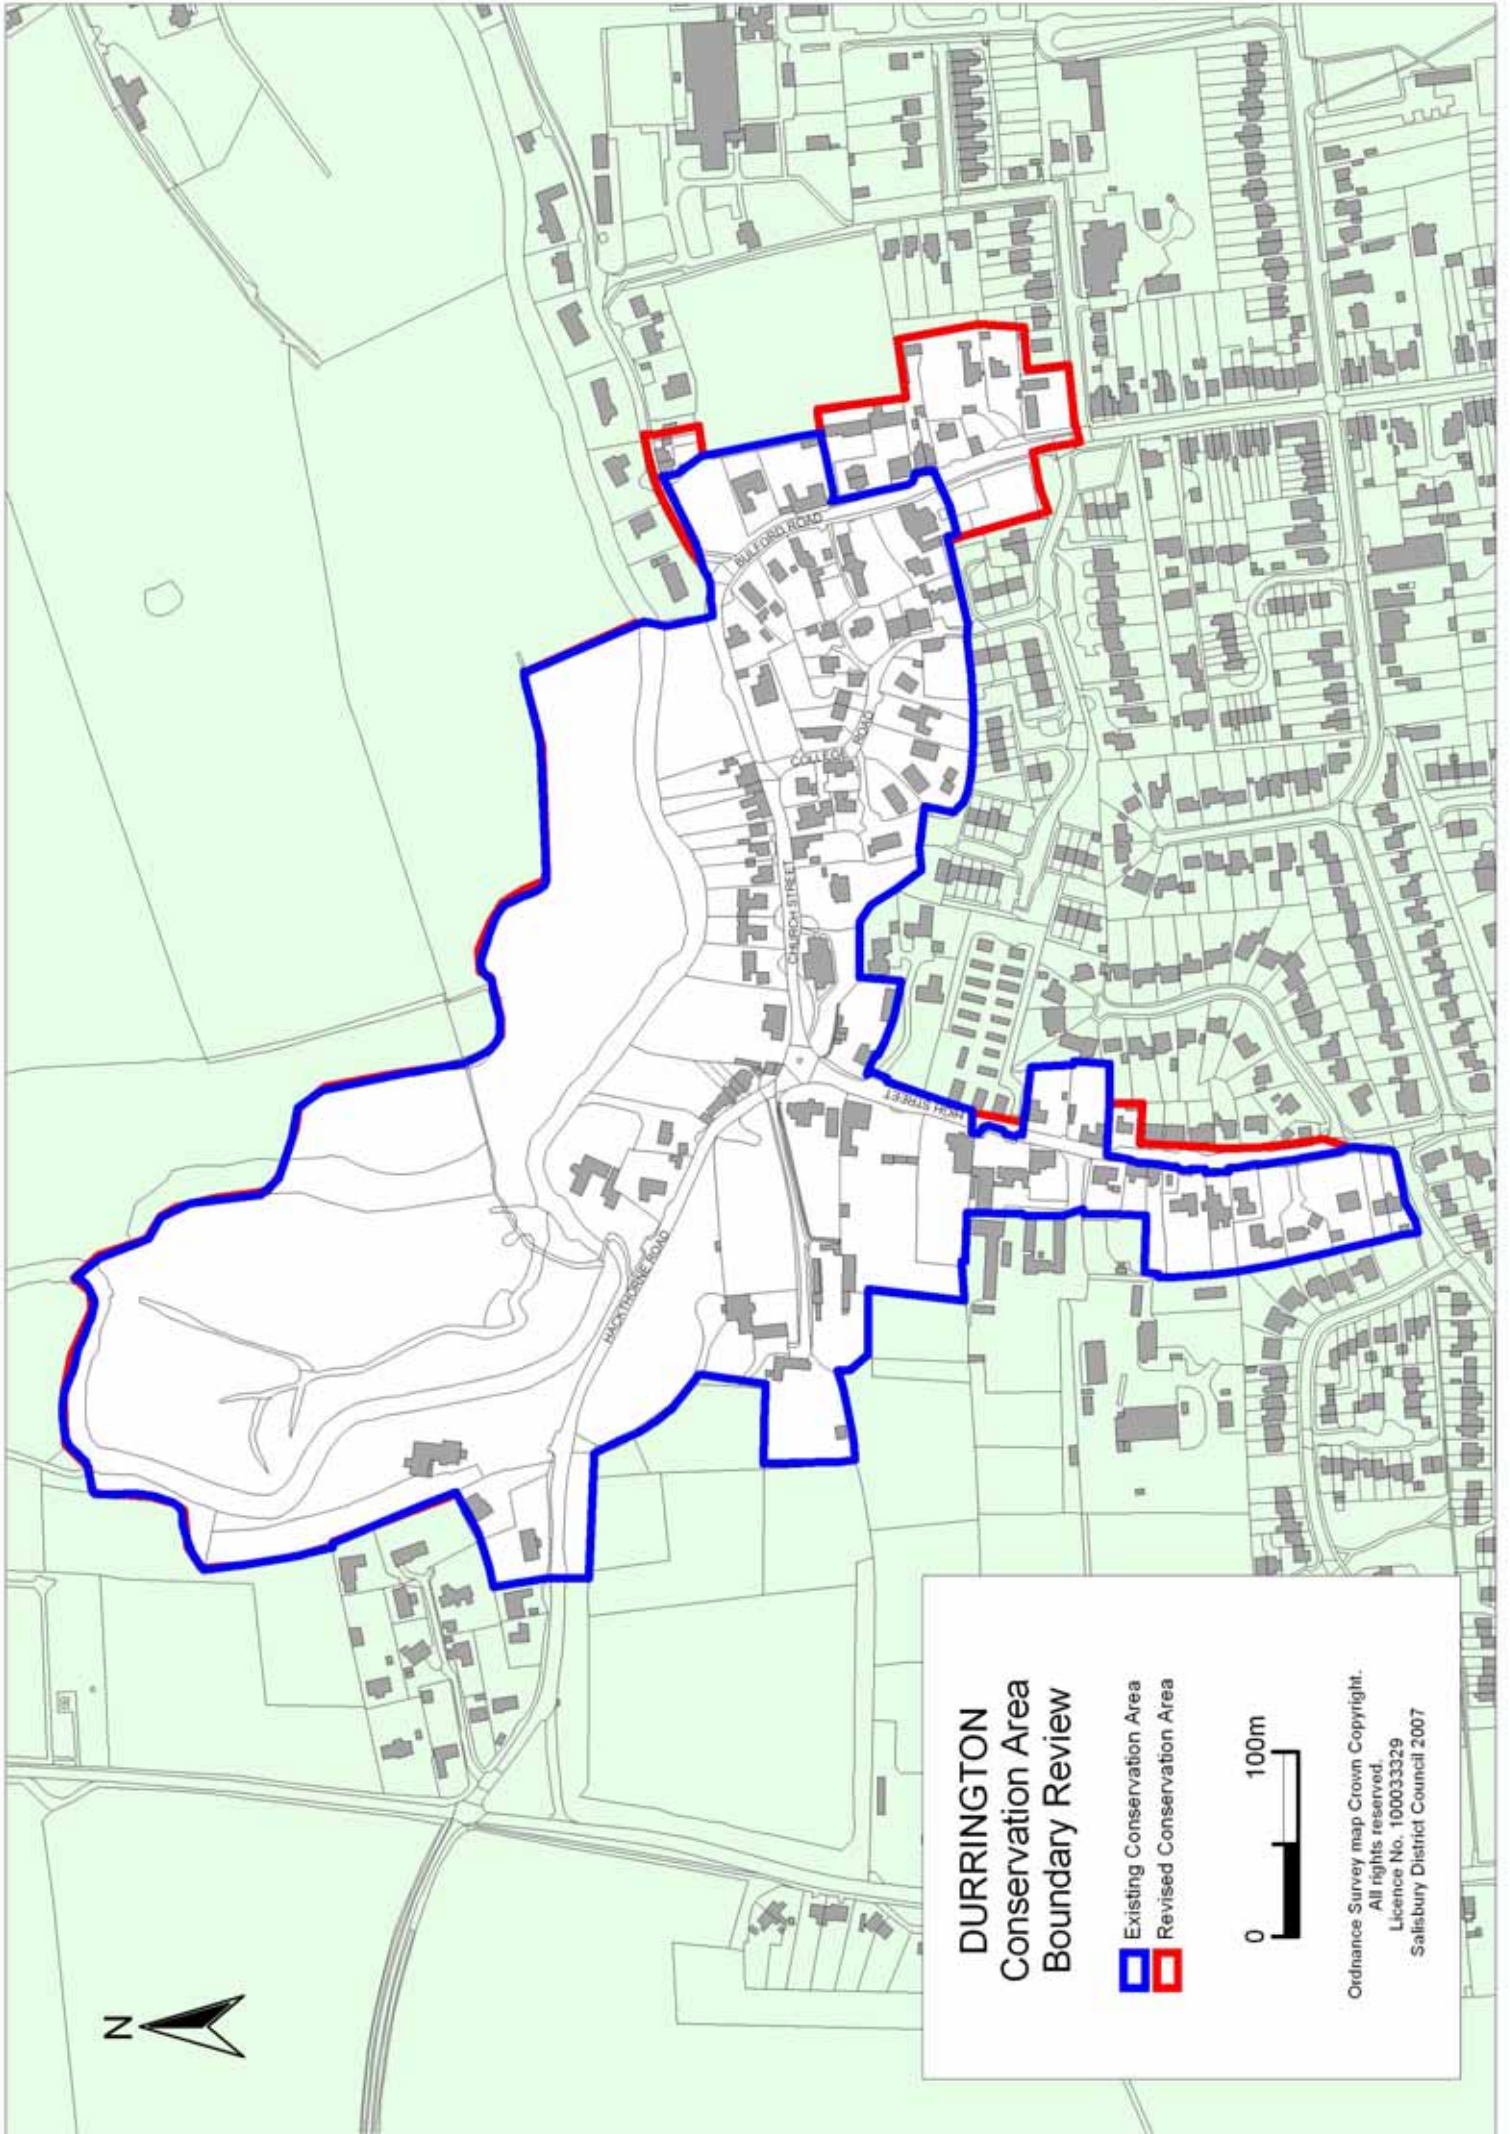 N
DURRINGTON
Conservation Area
Boundary Review
Existing Conservation Area
Revised Conservation Area
0 100m
Ordnance Survey map Crown Copyright.
All rights reserved.
Licence No. 100033329
Salisbury District Council 2007
HACKTHORNE ROAD
HIGH STREET
CHURCH STREET
COLLEGE ROAD
BULFORD ROAD